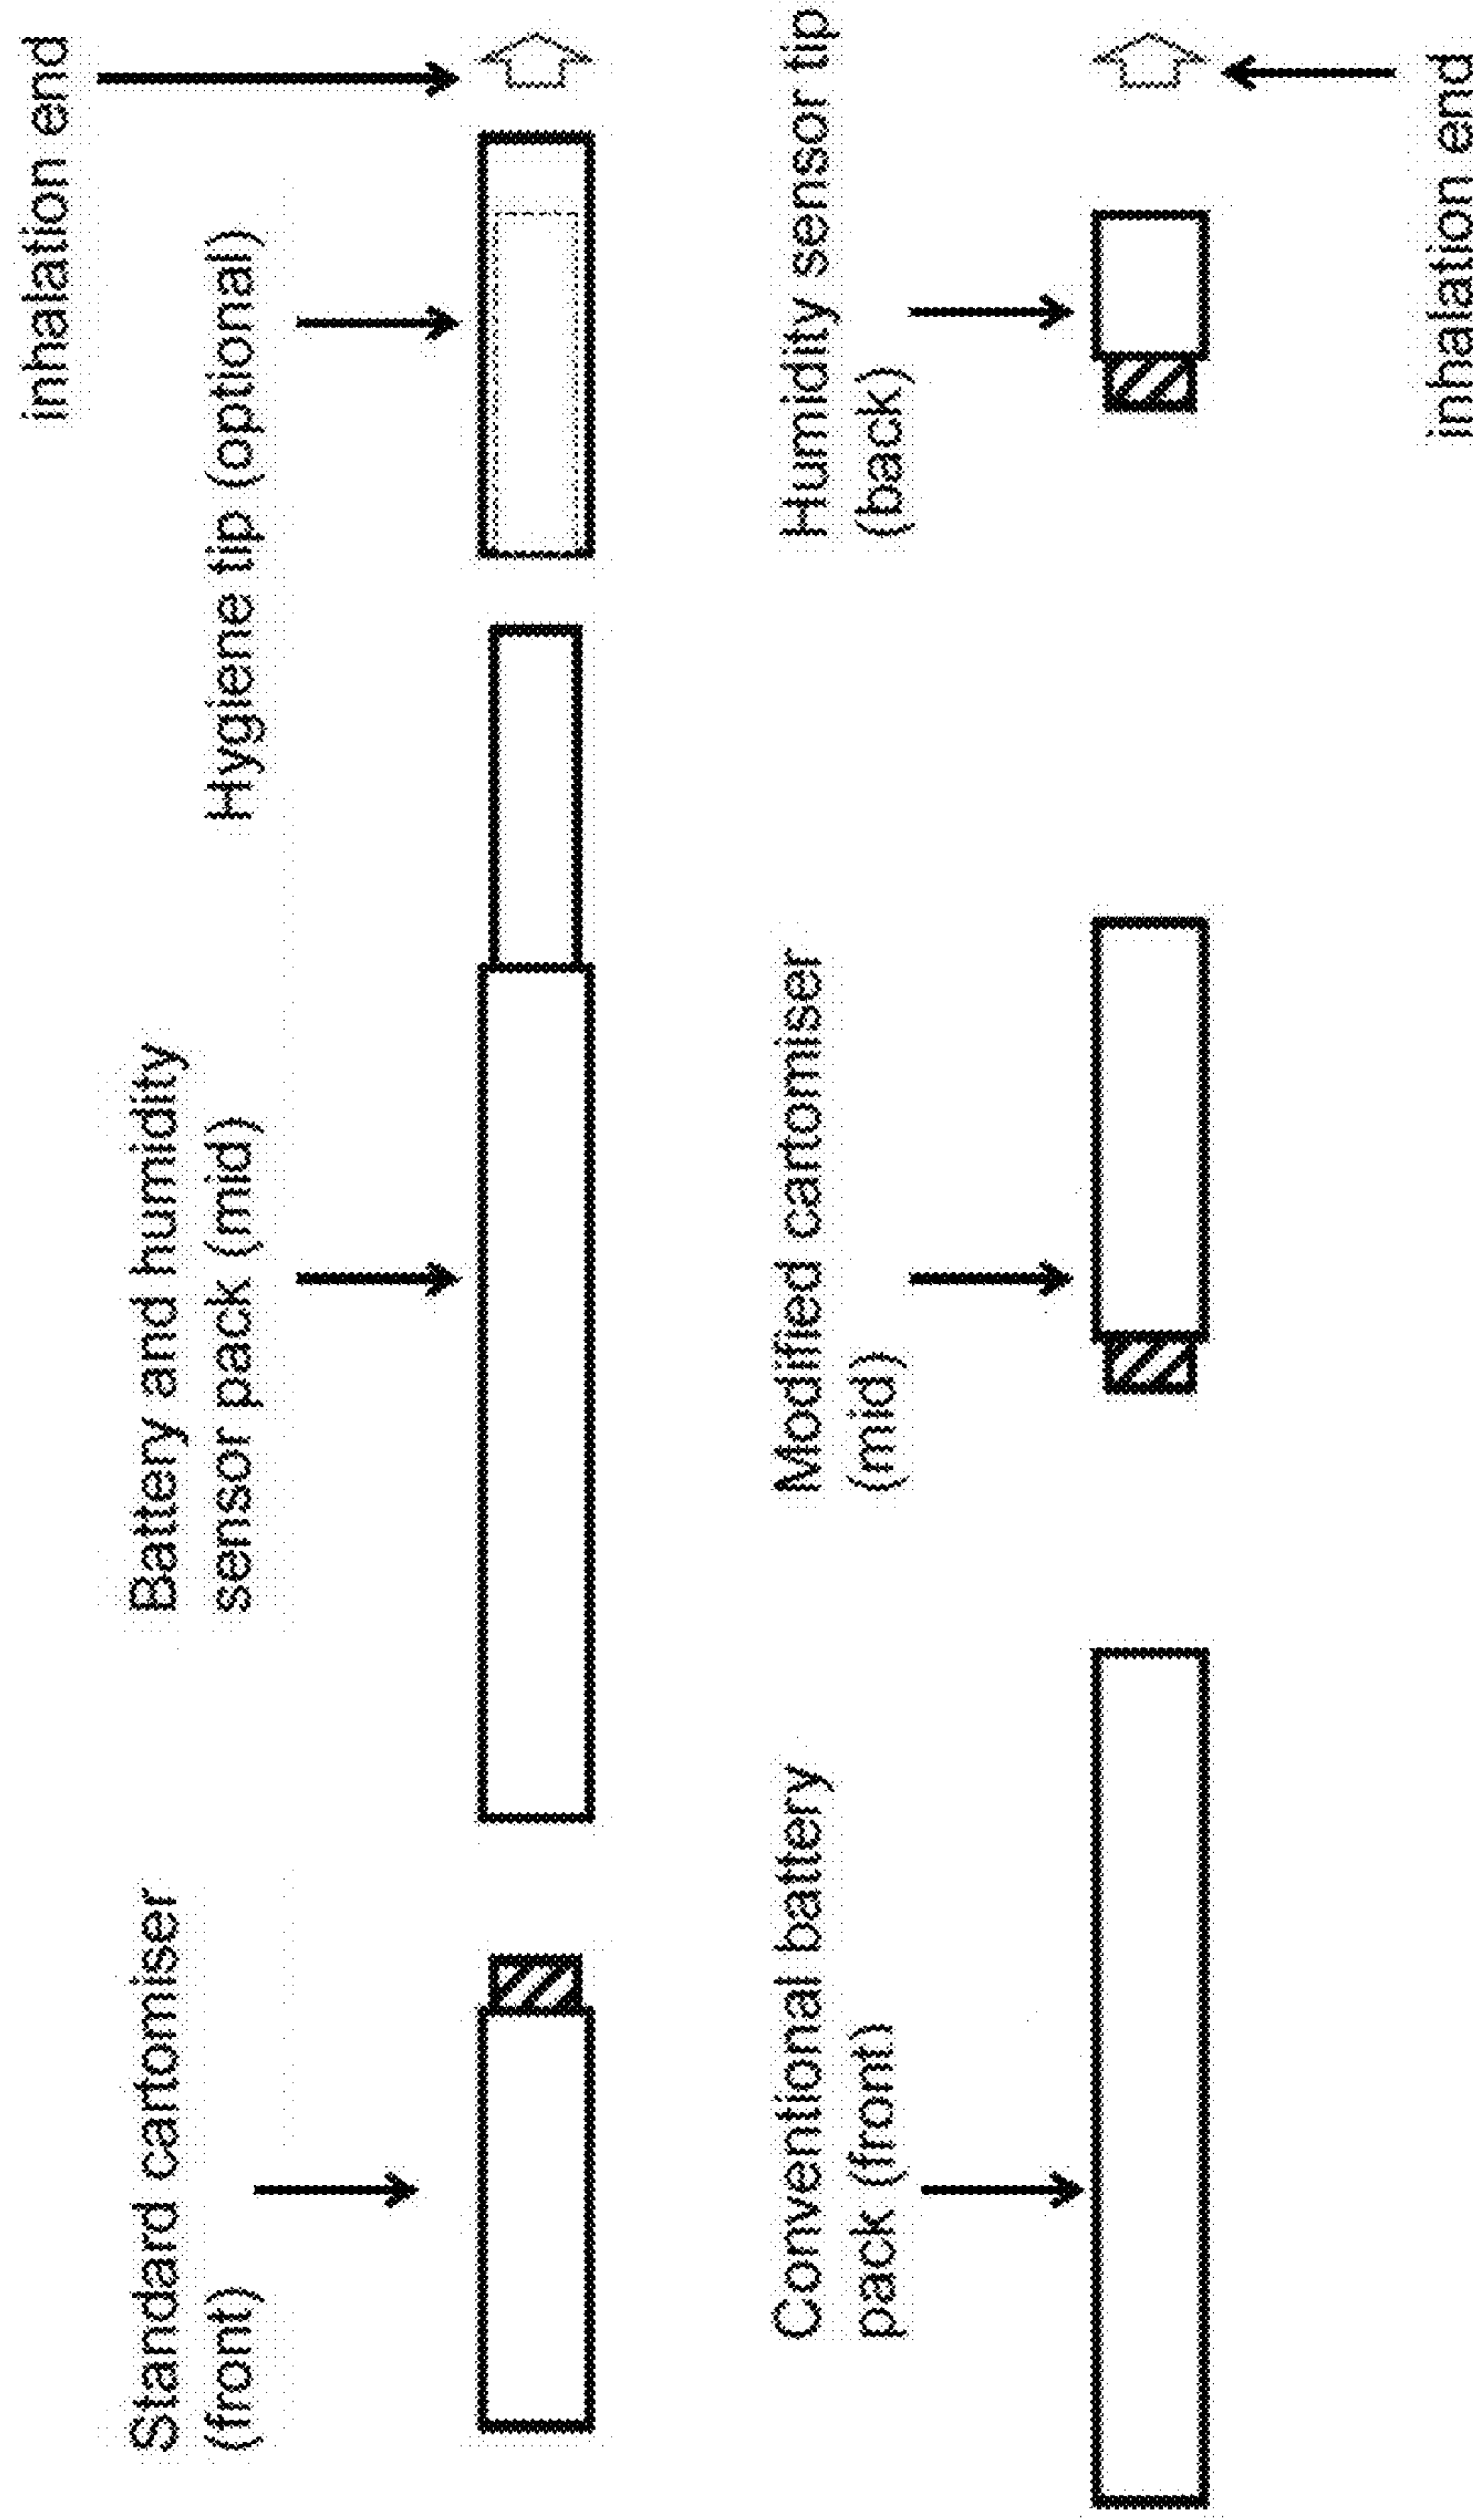 inhalation end
Standard cartomiser
(front)
Battery and humidity
sensor pack (mid)
Hygiene tip (optional)
Conventional battery
pack (front)
Modified cartomiser
(mid)
Humidity sensor tip
(back)
inhalation end